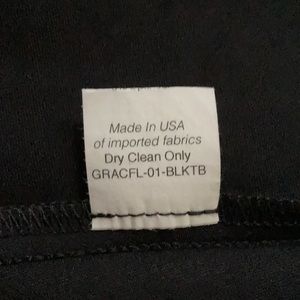 Made In USA
of imported fabrics
Dry Clean Only
GRACFL-01-BLKTB